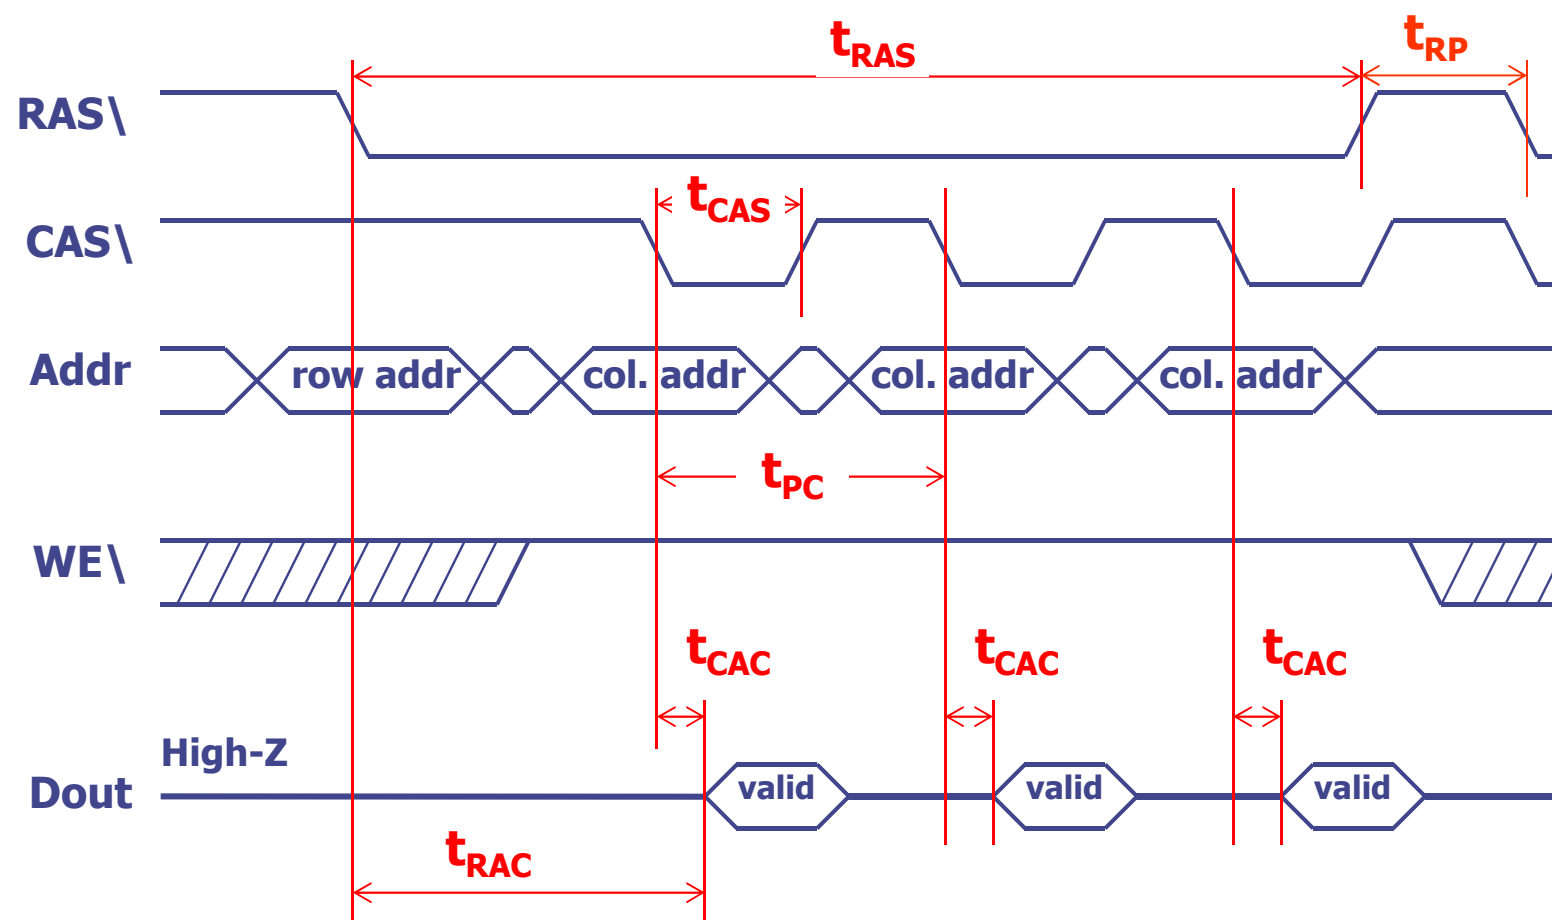 tRAS
tRP
RAS\
tCAS
CAS\
Addr
row addr
col. addr
col. addr
col. addr
tPC
WE\
tCAC
tCAC
tCAC
High-Z
Dout
valid
valid
valid
tRAC